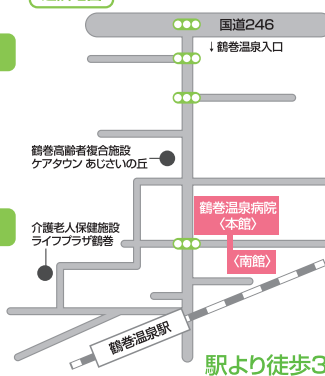 国道246
↓鶴巻温泉入口
鶴巻高齢者複合施設
ケアタウン あじさいの丘
鶴巻温泉病院
〈本館〉
介護老人保健施設
ライフプラザ鶴巻
〈南館〉
鶴巻温泉駅
駅より徒歩3